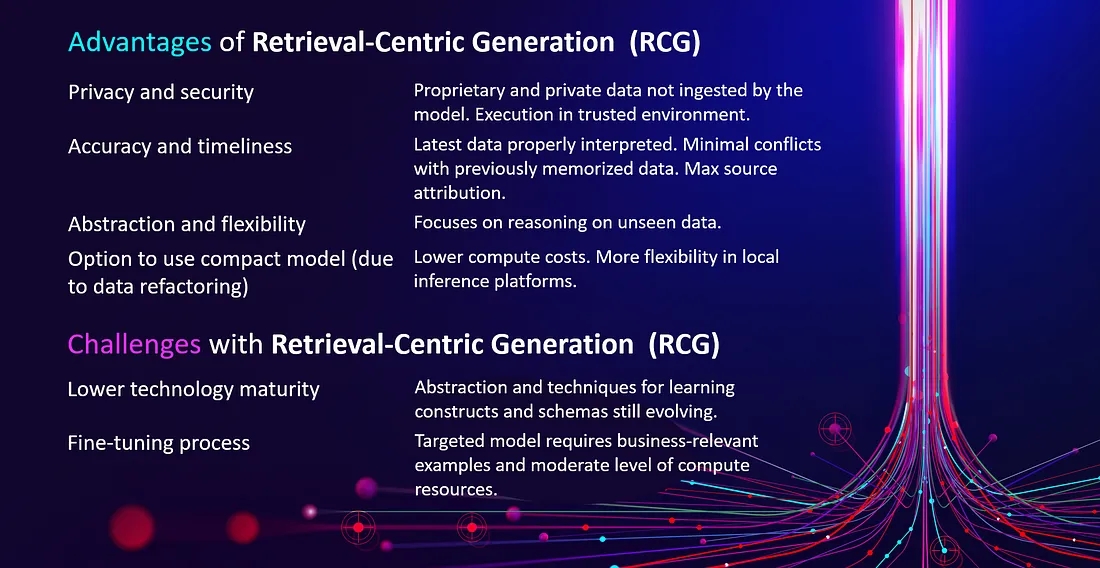 Advantages of Retrieval-Centric Generation (RCG)
Privacy and security
Proprietary and private data not ingested by the
model. Execution in trusted environment.
Accuracy and timeliness
Latest data properly interpreted. Minimal conflicts
with previously memorized data. Max source
attribution.
Abstraction and flexibility
Focuses on reasoning on unseen data.
Option to use compact model (due
to data refactoring)
Lower compute costs. More flexibility in local
inference platforms.
Challenges with Retrieval-Centric Generation (RCG)
Lower technology maturity
Abstraction and techniques for learning
constructs and schemas still evolving.
Fine-tuning process
Targeted model requires business-relevant
examples and moderate level of compute
resources.